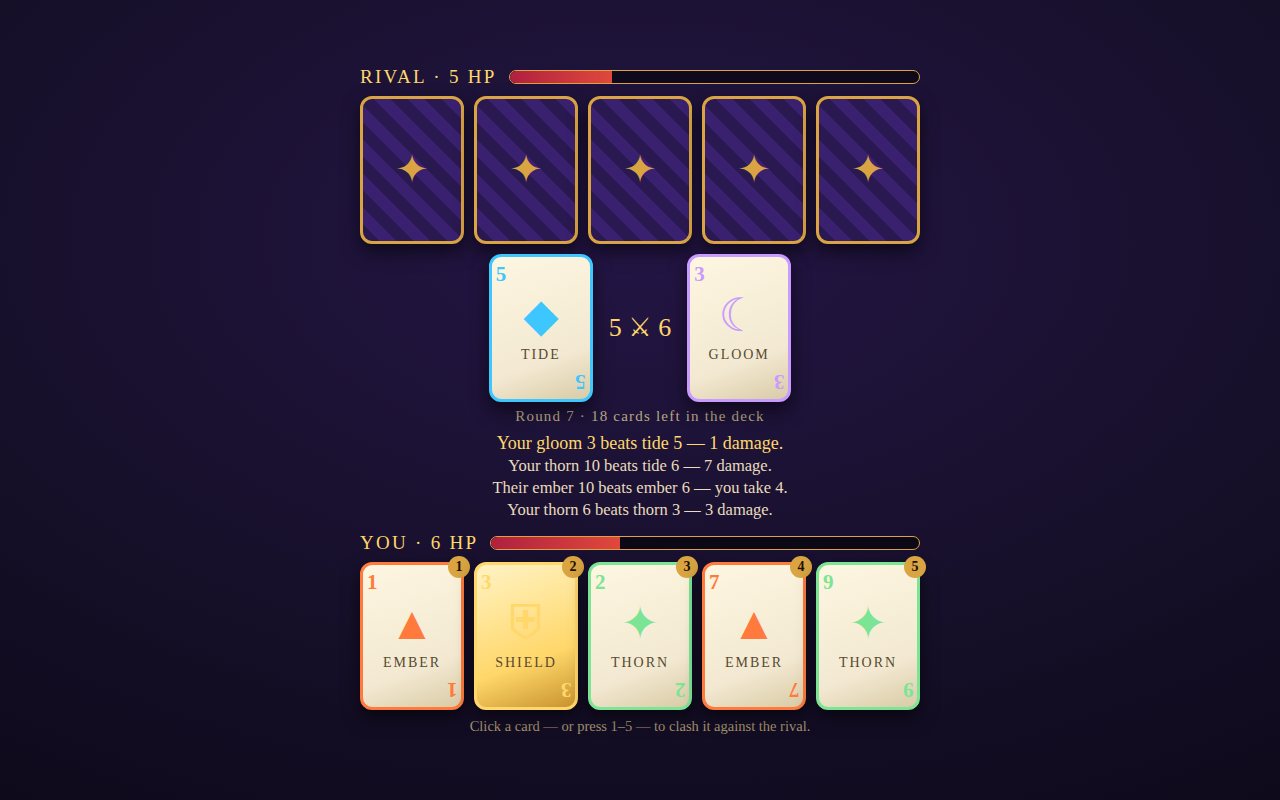 RIVAL · 5 HP
5
TIDE
5
5 ⚔ 6
3
GLOOM
3
Round 7 · 18 cards left in the deck
Your gloom 3 beats tide 5 — 1 damage.
Your thorn 10 beats tide 6 — 7 damage.
Their ember 10 beats ember 6 — you take 4.
Your thorn 6 beats thorn 3 — 3 damage.
YOU · 6 HP
1
1
EMBER
1
2
3
SHIELD
3
3
2
THORN
2
4
7
EMBER
7
5
9
THORN
9
Click a card — or press 1–5 — to clash it against the rival.